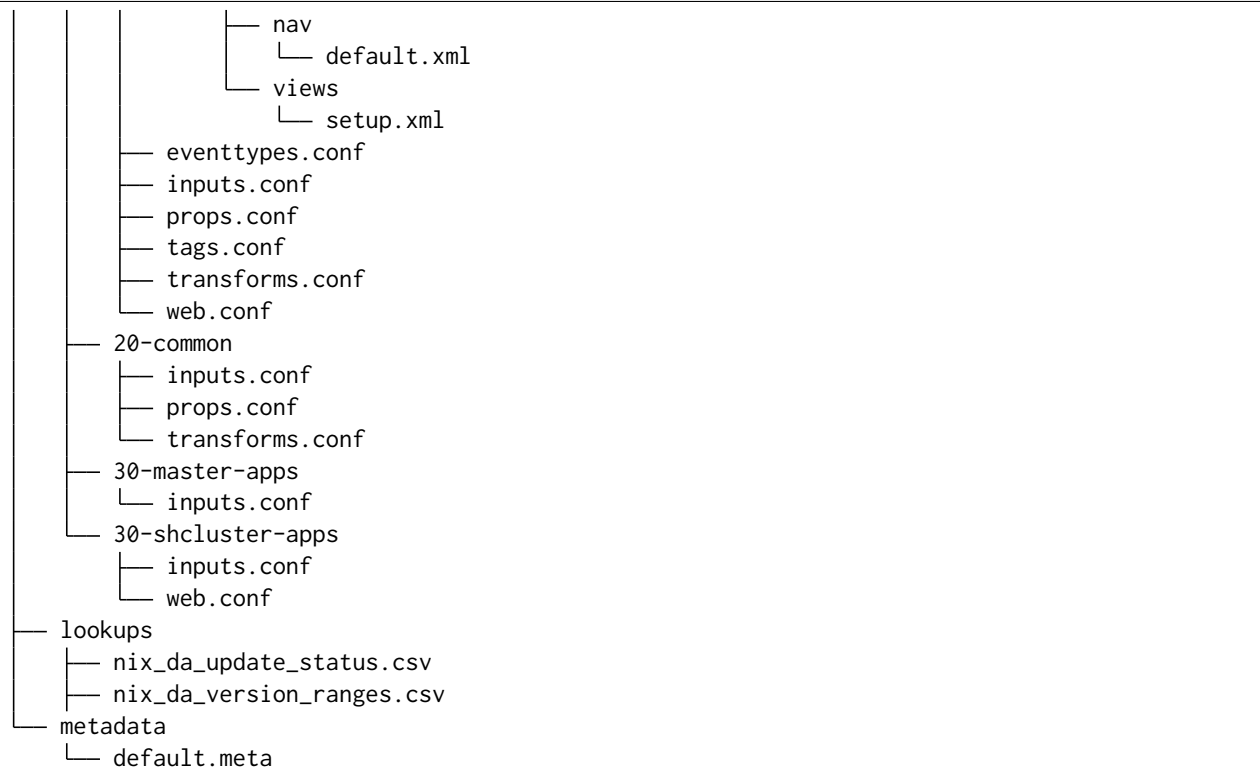 │   │   │       ├── nav
│   │   │       │   └── default.xml
│   │   │       └── views
│   │   │           └── setup.xml
│   │   ├── eventtypes.conf
│   │   ├── inputs.conf
│   │   ├── props.conf
│   │   ├── tags.conf
│   │   ├── transforms.conf
│   │   └── web.conf
│   ├── 20-common
│   │   ├── inputs.conf
│   │   ├── props.conf
│   │   └── transforms.conf
│   ├── 30-master-apps
│   │   └── inputs.conf
│   └── 30-shcluster-apps
│       ├── inputs.conf
│       └── web.conf
├── lookups
│   ├── nix_da_update_status.csv
│   ├── nix_da_version_ranges.csv
└── metadata
    └── default.meta